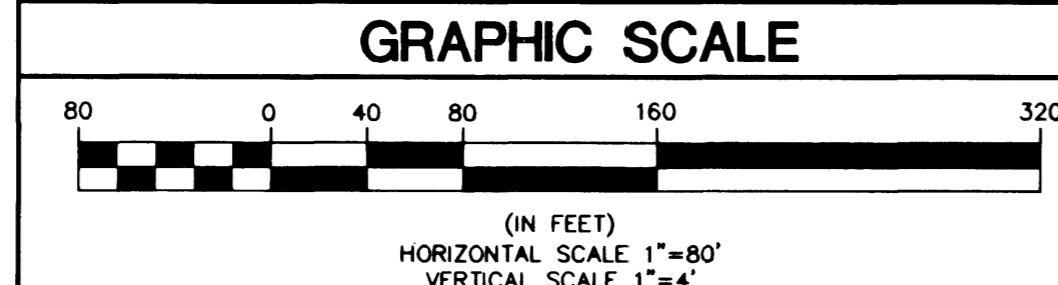 GRAPHIC SCALE
80 0 40 80 160 320
(IN FEET)
HORIZONTAL SCALE 1"=80'
VERTICAL SCALE 1"=4'